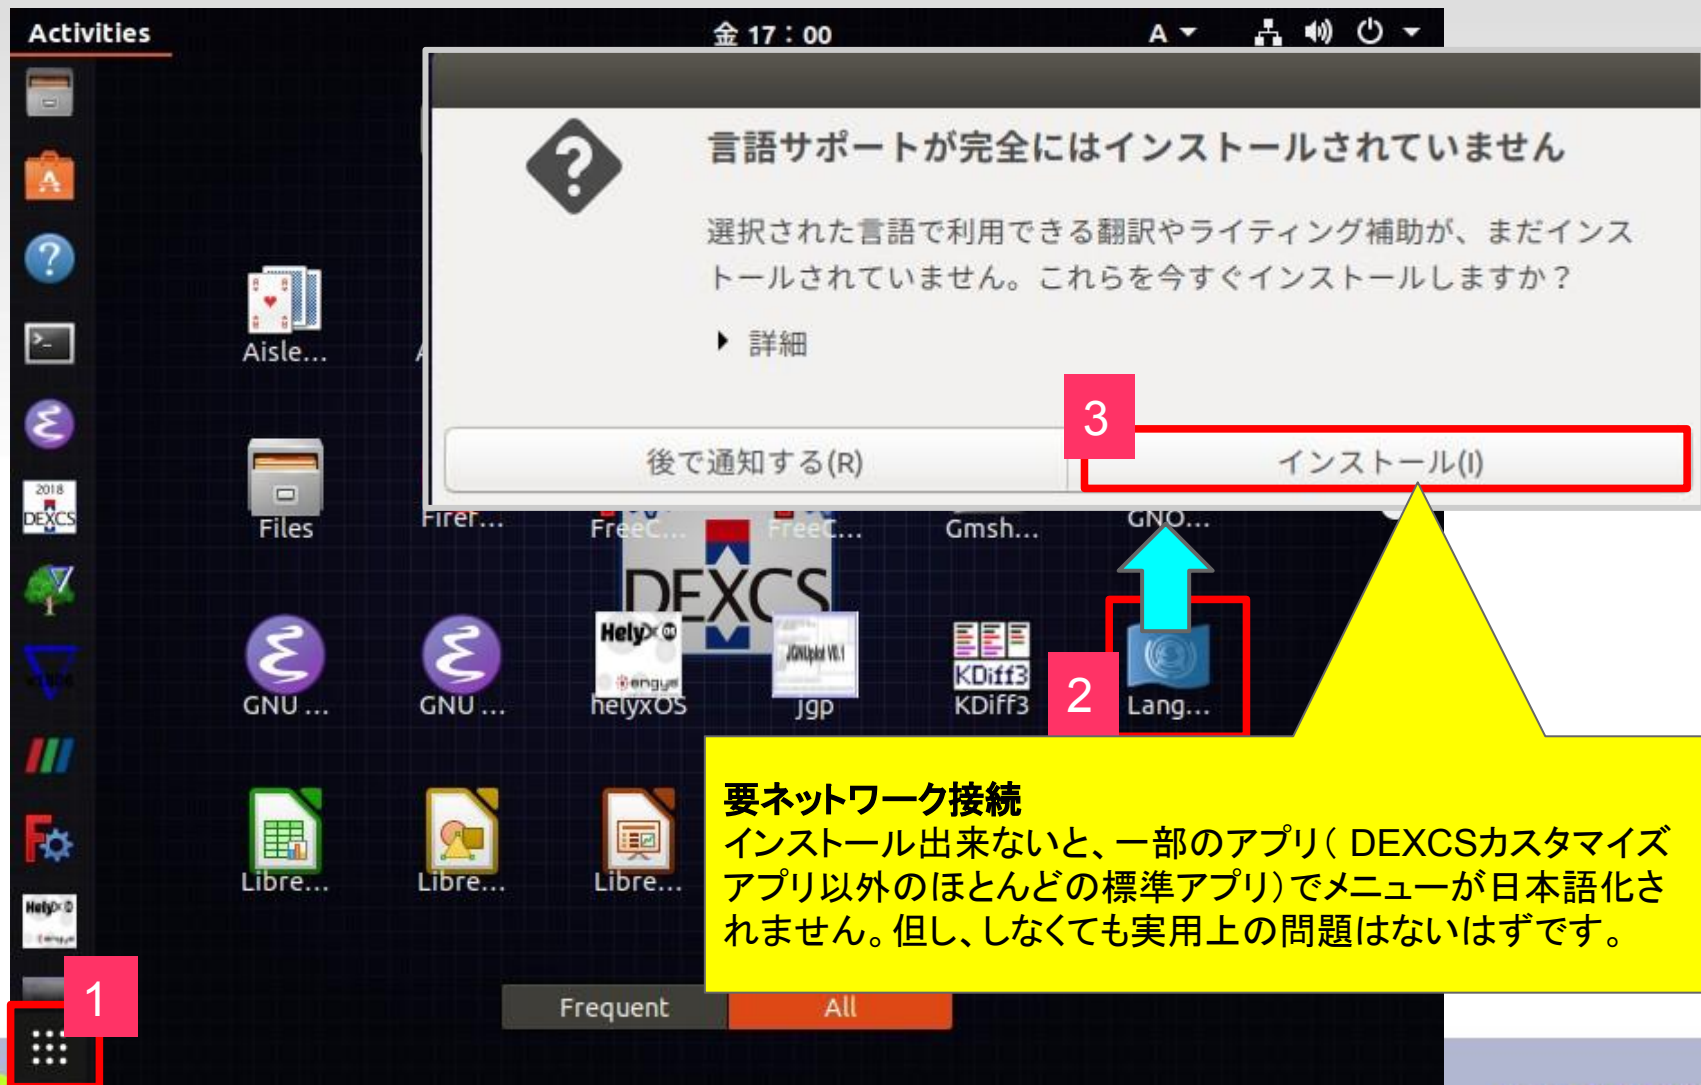 Activities
金 17：00
A
言語サポートが完全にはインストールされていません
選択された言語で利用できる翻訳やライティング補助が、まだインス
トールされていません。これらを今すぐインストールしますか？
詳細
3
後で通知する(R)
インストール(I)
Aisle...
2018
DEXCS
Files
Firef...
FreeC...
FreeC...
Gmsh...
GNO...
DEXCS
HelyX OS
engys
JGNUplot V0.1
KDiff3
GNU ...
GNU ...
helyxOS
jgp
KDiff3
2
Lang...
要ネットワーク接続
インストール出来ないと、一部のアプリ( DEXCSカスタマイズ
アプリ以外のほとんどの標準アプリ)でメニューが日本語化さ
れません。但し、しなくても実用上の問題はないはずです。
Libre...
Libre...
Libre...
1
Frequent
All